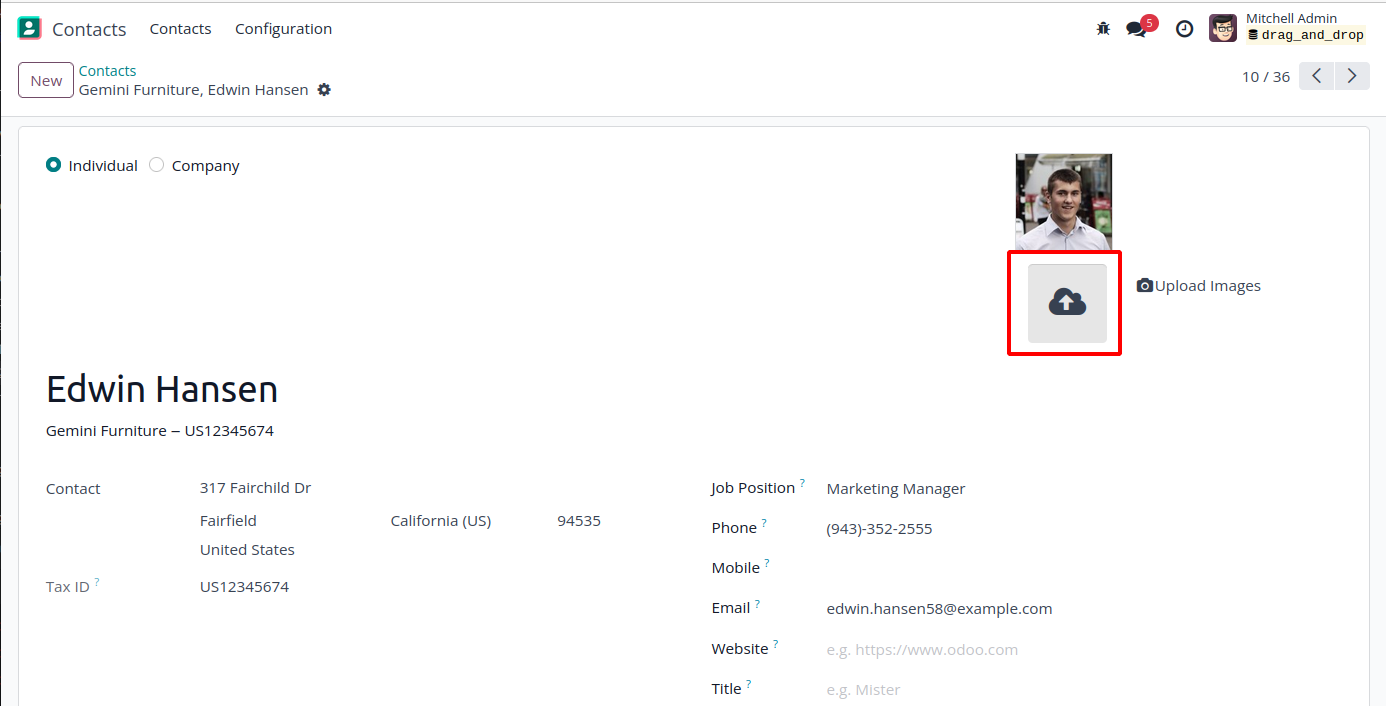 Contacts Contacts Configuration 5 Mitchell Admin
drag_and_drop
New Contacts
Gemini Furniture, Edwin Hansen 10 / 36
Individual Company
Upload Images
Edwin Hansen
Gemini Furniture – US12345674
Contact 317 Fairchild Dr
Fairfield California (US) 94535
United States
Tax ID ? US12345674
Job Position ? Marketing Manager
Phone ? (943)-352-2555
Mobile ?
Email ? edwin.hansen58@example.com
Website ? e.g. https://www.odoo.com
Title ? e.g. Mister